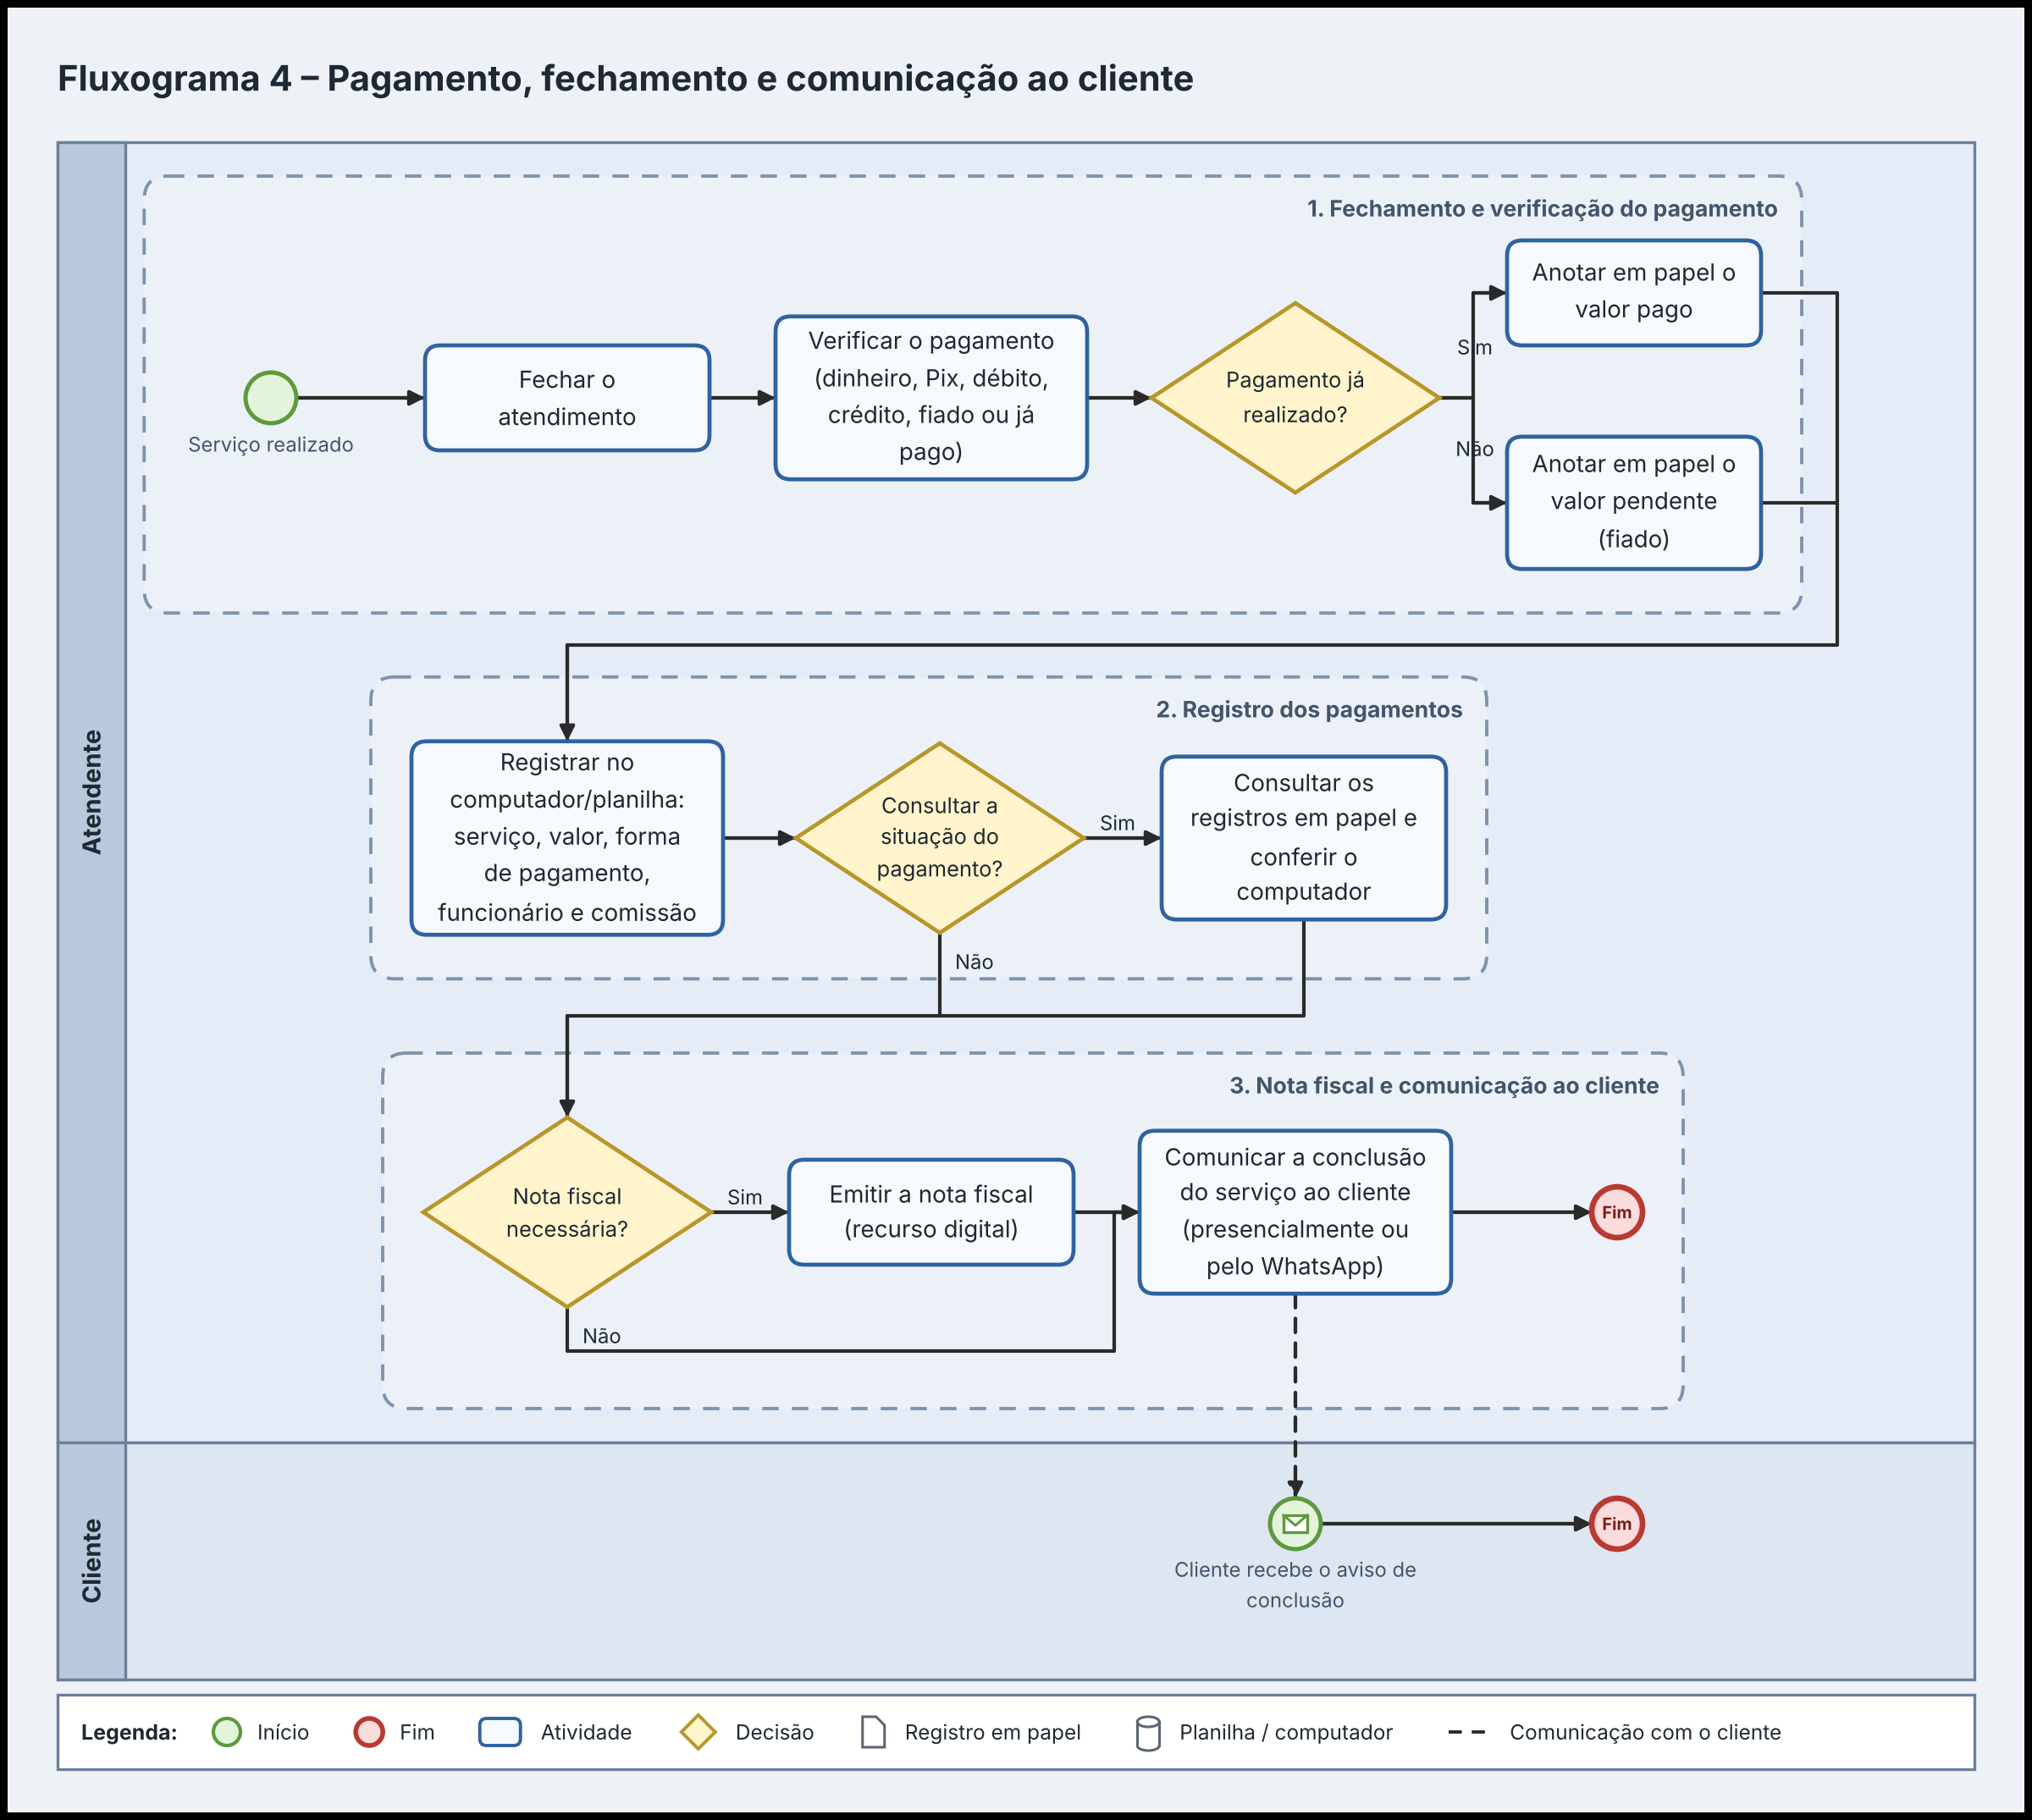 Fluxograma 4 – Pagamento, fechamento e comunicação ao cliente
Atendente
1. Fechamento e verificação do pagamento
Serviço realizado
Fechar o
atendimento
Verificar o pagamento
(dinheiro, Pix, débito,
crédito, fiado ou já
pago)
Pagamento já
realizado?
Sim
Anotar em papel o
valor pago
Não
Anotar em papel o
valor pendente
(fiado)
2. Registro dos pagamentos
Registrar no
computador/planilha:
serviço, valor, forma
de pagamento,
funcionário e comissão
Consultar a
situação do
pagamento?
Sim
Consultar os
registros em papel e
conferir o
computador
Não
3. Nota fiscal e comunicação ao cliente
Nota fiscal
necessária?
Sim
Emitir a nota fiscal
(recurso digital)
Comunicar a conclusão
do serviço ao cliente
(presencialmente ou
pelo WhatsApp)
Fim
Não
Cliente
Fim
Cliente recebe o aviso de
conclusão
Legenda:
Início
Fim
Atividade
Decisão
Registro em papel
Planilha / computador
Comunicação com o cliente